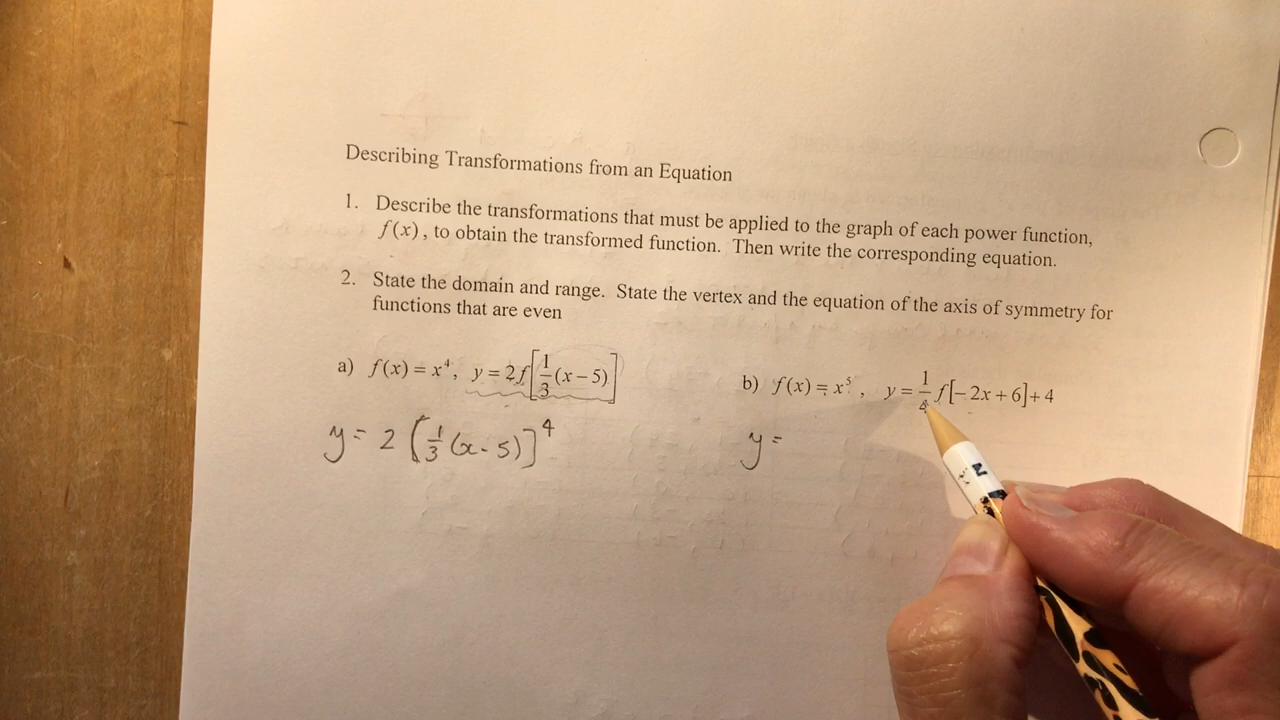 Describing Transformations from an Equation
1. Describe the transformations that must be applied to the graph of each power function,
f(x), to obtain the transformed function. Then write the corresponding equation.
2. State the domain and range. State the vertex and the equation of the axis of symmetry for
functions that are even
a) f(x) = x⁴, y = 2f[1/3(x − 5)]
b) f(x) = x⁵, y = 1/4 f[−2x + 6] + 4
y = 2 [1/3(x - 5)]⁴
y =